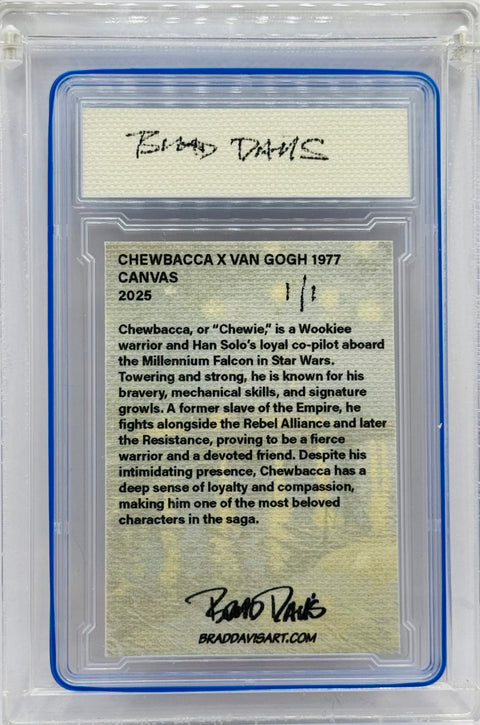 BRAD DAVIS
CHEWBACCA X VAN GOGH 1977
CANVAS
2025
1/1
Chewbacca, or “Chewie,” is a Wookiee
warrior and Han Solo’s loyal co-pilot aboard
the Millennium Falcon in Star Wars.
Towering and strong, he is known for his
bravery, mechanical skills, and signature
growls. A former slave of the Empire, he
fights alongside the Rebel Alliance and later
the Resistance, proving to be a fierce
warrior and a devoted friend. Despite his
intimidating presence, Chewbacca has a
deep sense of loyalty and compassion,
making him one of the most beloved
characters in the saga.
BRAD DAVIS
BRADDAVISART.COM